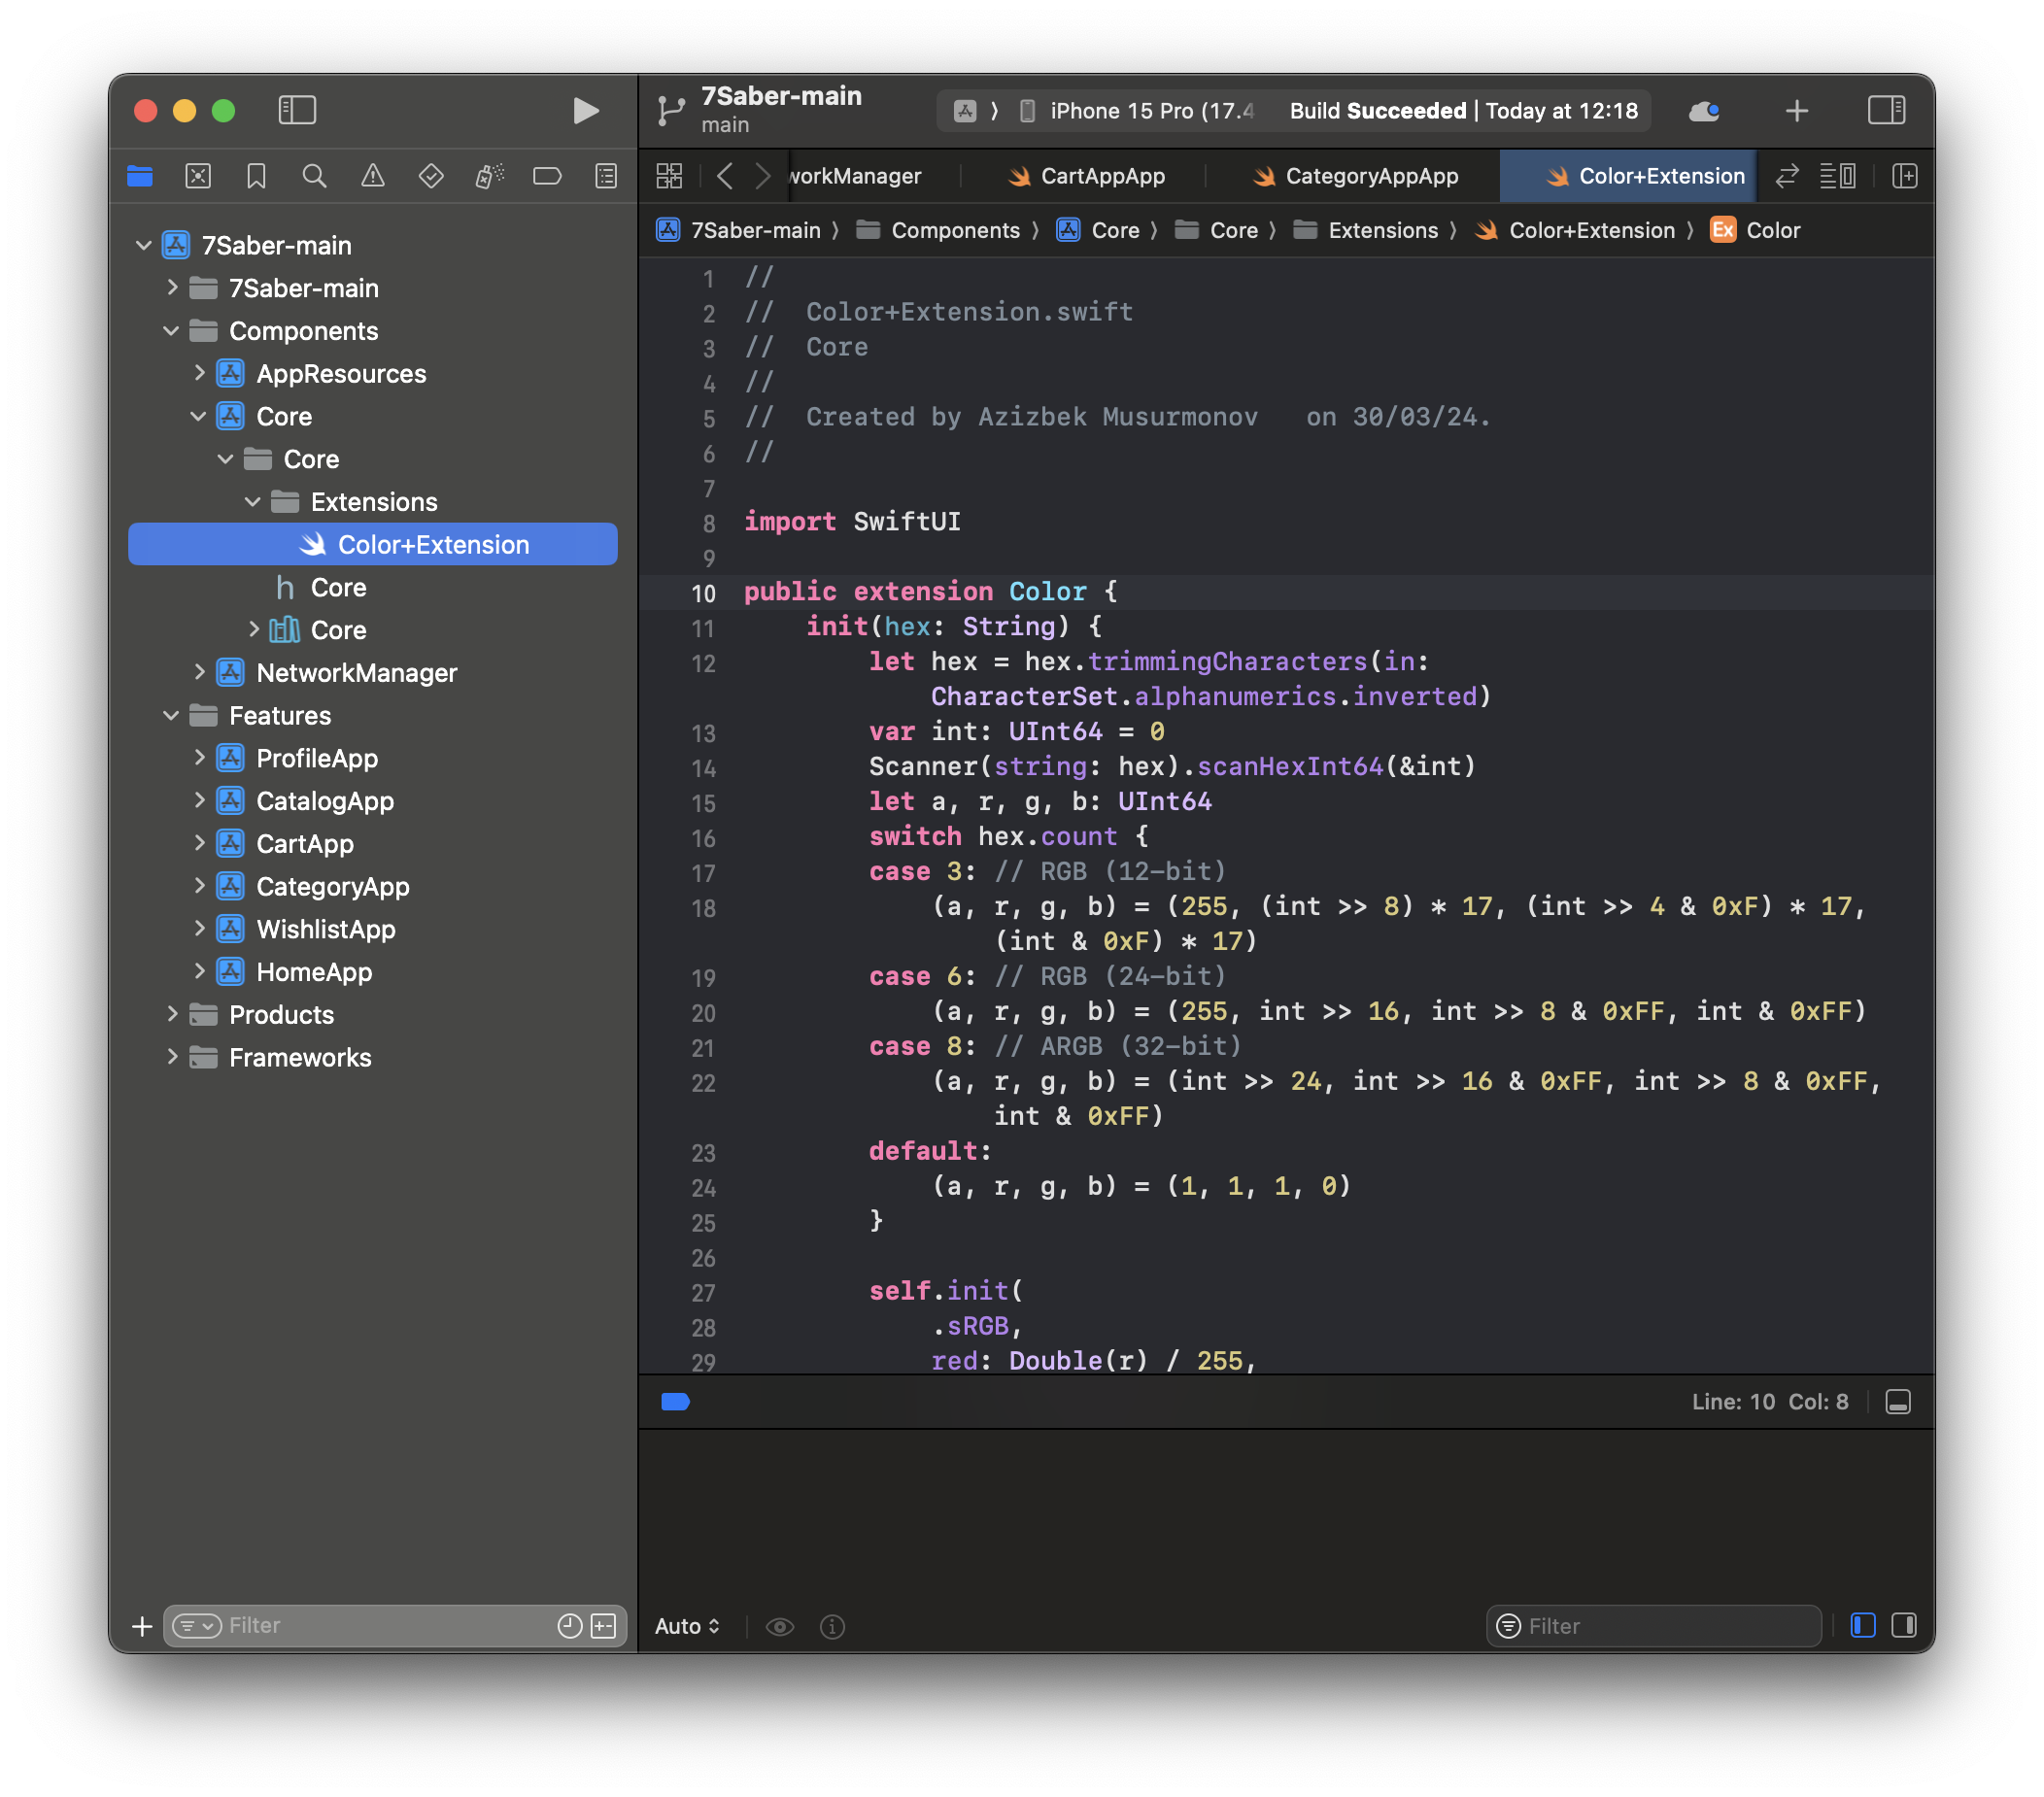 7Saber-main
main
iPhone 15 Pro (17.4
Build Succeeded | Today at 12:18
workManager
CartAppApp
CategoryAppApp
Color+Extension
7Saber-main
Components
Core
Core
Extensions
Color+Extension
Ex Color
7Saber-main
7Saber-main
Components
AppResources
Core
Core
Extensions
Color+Extension
h Core
Core
NetworkManager
Features
ProfileApp
CatalogApp
CartApp
CategoryApp
WishlistApp
HomeApp
Products
Frameworks
Filter
1 //
2 //  Color+Extension.swift
3 //  Core
4 //
5 //  Created by Azizbek Musurmonov   on 30/03/24.
6 //
7
8 import SwiftUI
9
10 public extension Color {
11     init(hex: String) {
12         let hex = hex.trimmingCharacters(in:
            CharacterSet.alphanumerics.inverted)
13         var int: UInt64 = 0
14         Scanner(string: hex).scanHexInt64(&int)
15         let a, r, g, b: UInt64
16         switch hex.count {
17         case 3: // RGB (12-bit)
18             (a, r, g, b) = (255, (int >> 8) * 17, (int >> 4 & 0xF) * 17,
                (int & 0xF) * 17)
19         case 6: // RGB (24-bit)
20             (a, r, g, b) = (255, int >> 16, int >> 8 & 0xFF, int & 0xFF)
21         case 8: // ARGB (32-bit)
22             (a, r, g, b) = (int >> 24, int >> 16 & 0xFF, int >> 8 & 0xFF,
                int & 0xFF)
23         default:
24             (a, r, g, b) = (1, 1, 1, 0)
25         }
26
27         self.init(
28             .sRGB,
29             red: Double(r) / 255,
Line: 10 Col: 8
Auto
Filter